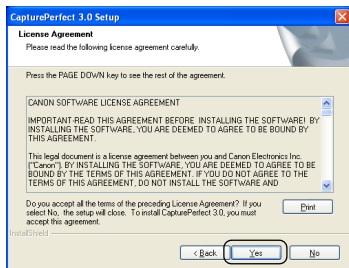 CapturePerfect 3.0 Setup
License Agreement
Please read the following license agreement carefully.
Press the PAGE DOWN key to see the rest of the agreement.
CANON SOFTWARE LICENSE AGREEMENT
IMPORTANT-READ THIS AGREEMENT BEFORE INSTALLING THE SOFTWARE! BY
INSTALLING THE SOFTWARE, YOU ARE DEEMED TO AGREE TO BE BOUND BY
THIS AGREEMENT.
This legal document is a license agreement between you and Canon Electronics Inc.
("Canon"). BY INSTALLING THE SOFTWARE, YOU ARE DEEMED TO AGREE TO BE
BOUND BY THE TERMS OF THIS AGREEMENT. IF YOU DO NOT AGREE TO THE
TERMS OF THIS AGREEMENT, DO NOT INSTALL THE SOFTWARE AND
Do you accept all the terms of the preceding License Agreement? If you
select No, the setup will close. To install CapturePerfect 3.0, you must
accept this agreement.
Print
InstallShield
< Back
Yes
No